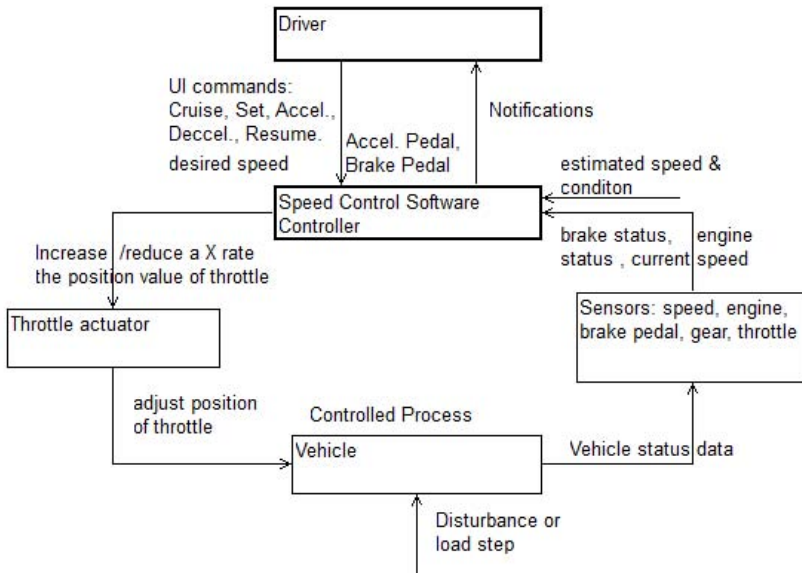 Driver
UI commands:
Cruise, Set, Accel.,
Deccel., Resume.
desired speed
Accel. Pedal,
Brake Pedal
Notifications
estimated speed &
conditon
Speed Control Software
Controller
brake status, engine
status , current speed
Increase /reduce a X rate
the position value of throttle
Throttle actuator
Sensors: speed, engine,
brake pedal, gear, throttle
adjust position
of throttle
Controlled Process
Vehicle
Vehicle status data
Disturbance or
load step